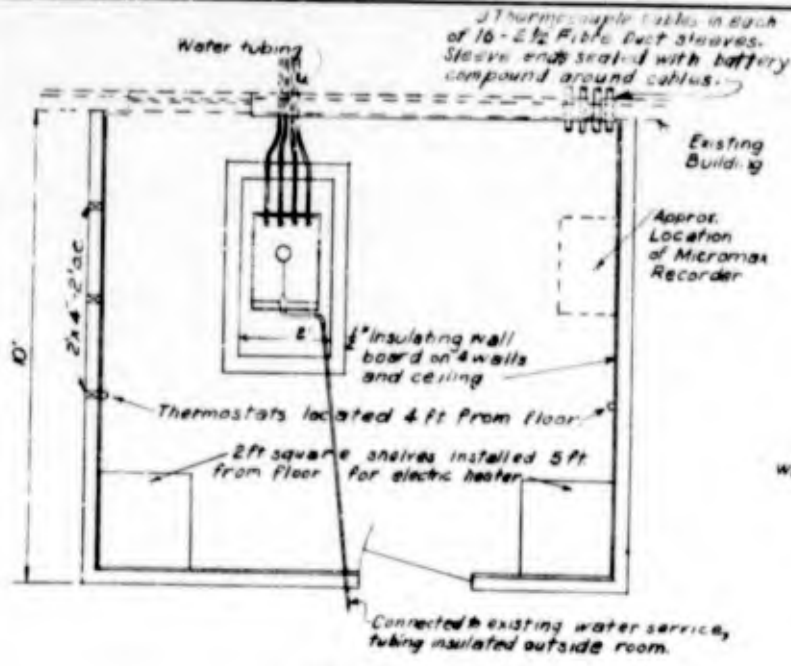 3 Thermocouple Cables in each
of 16 - 2½ Fibre Duct sleeves.
Sleeve ends sealed with battery
compound around cables.
Water tubing
Existing
Building
Approx.
Location
of Micromax
Recorder
2"x 4"-2' o.c.
10'
2'
½" Insulating wall
board on 4 walls
and ceiling
Thermostats located 4 ft from floor
2 ft square shelves installed 5 ft
from floor for electric heater
Connected to existing water service,
tubing insulated outside room.